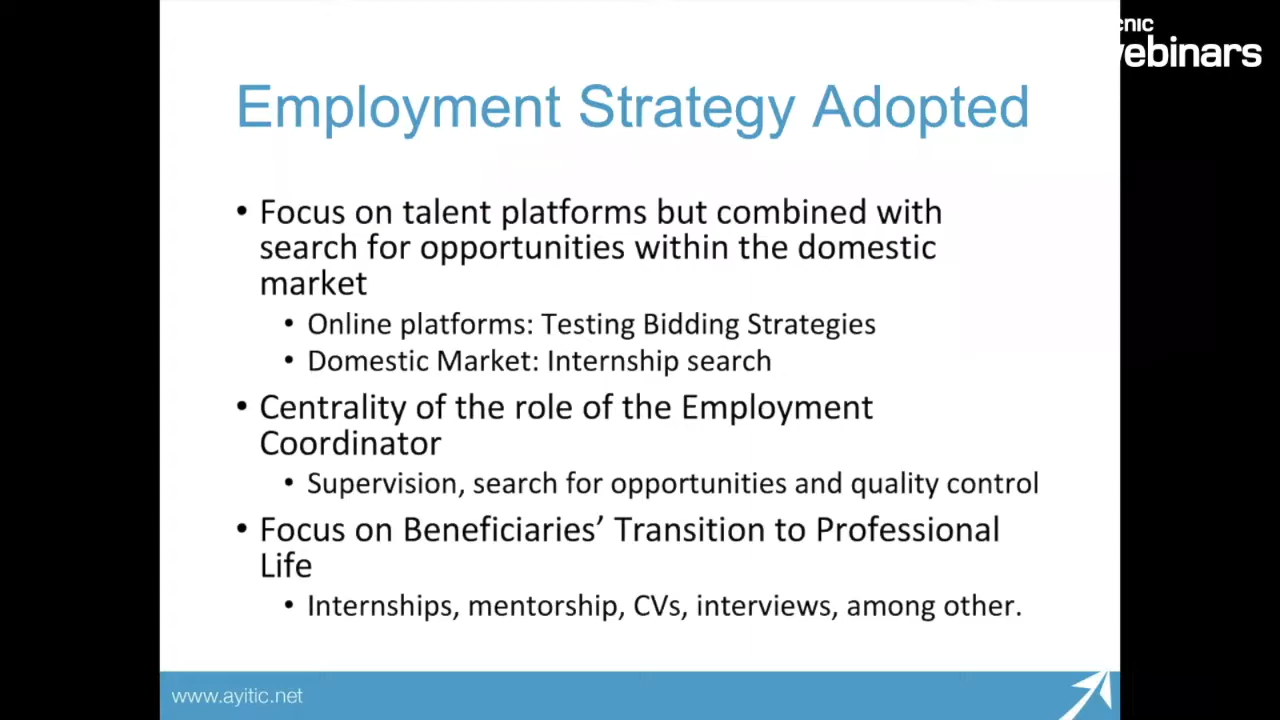 cnic
webinars
Employment Strategy Adopted
• Focus on talent platforms but combined with
search for opportunities within the domestic
market
• Online platforms: Testing Bidding Strategies
• Domestic Market: Internship search
• Centrality of the role of the Employment
Coordinator
• Supervision, search for opportunities and quality control
• Focus on Beneficiaries’ Transition to Professional
Life
• Internships, mentorship, CVs, interviews, among other.
www.ayitic.net